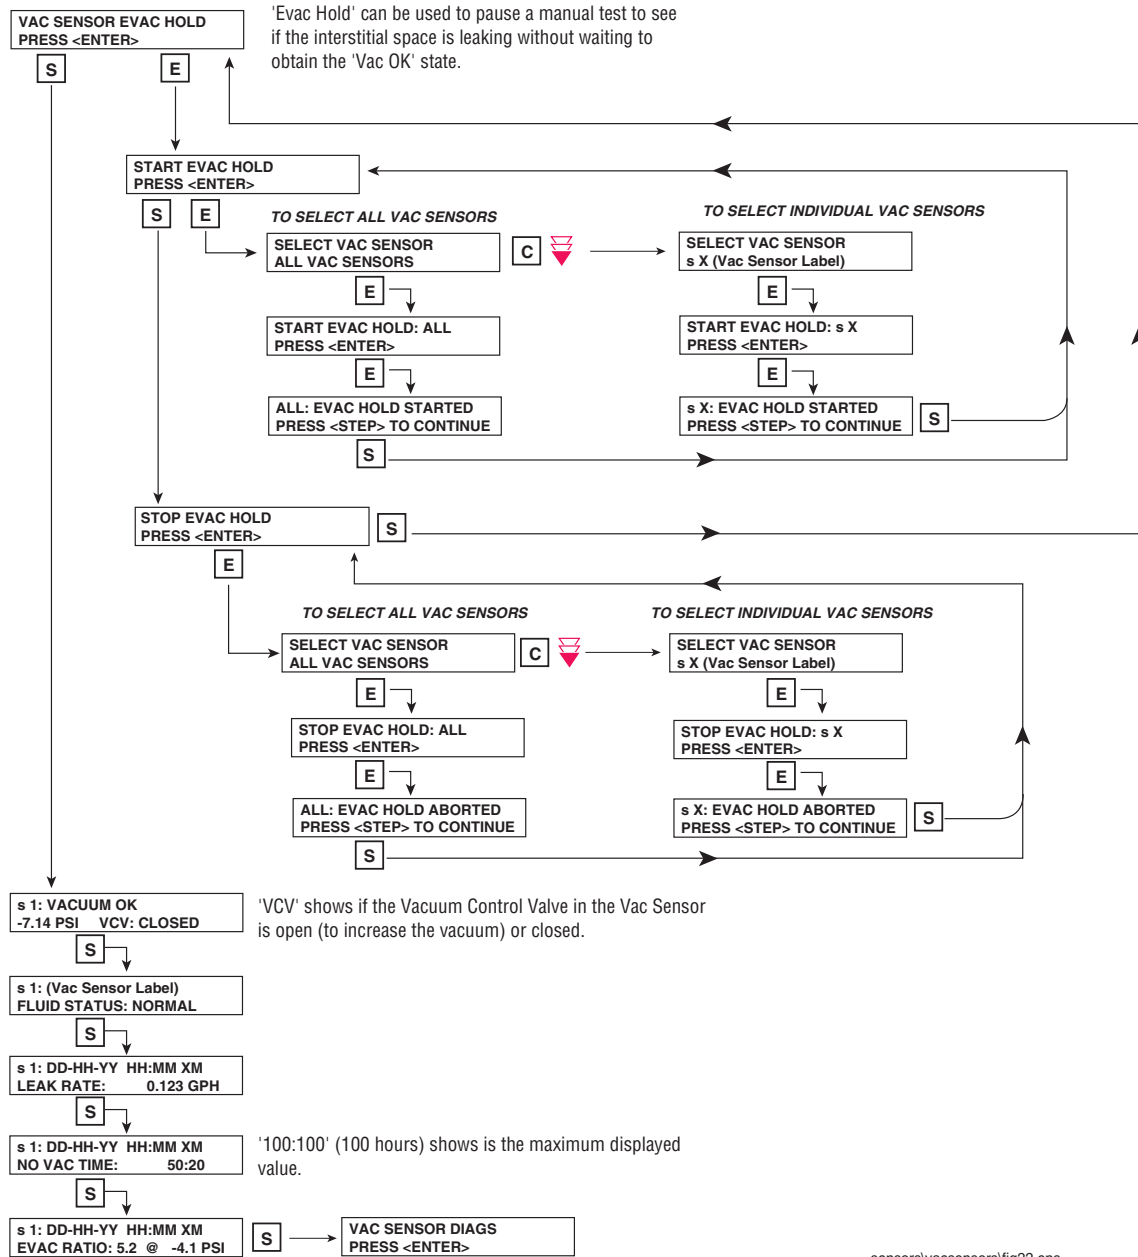 VAC SENSOR EVAC HOLD
PRESS <ENTER>
'Evac Hold' can be used to pause a manual test to see
if the interstitial space is leaking without waiting to
obtain the 'Vac OK' state.
S
E
START EVAC HOLD
PRESS <ENTER>
S
E
TO SELECT ALL VAC SENSORS
TO SELECT INDIVIDUAL VAC SENSORS
SELECT VAC SENSOR
ALL VAC SENSORS
C
SELECT VAC SENSOR
s X (Vac Sensor Label)
E
E
START EVAC HOLD: ALL
PRESS <ENTER>
START EVAC HOLD: s X
PRESS <ENTER>
E
E
ALL: EVAC HOLD STARTED
PRESS <STEP> TO CONTINUE
s X: EVAC HOLD STARTED
PRESS <STEP> TO CONTINUE
S
S
STOP EVAC HOLD
PRESS <ENTER>
S
E
TO SELECT ALL VAC SENSORS
TO SELECT INDIVIDUAL VAC SENSORS
SELECT VAC SENSOR
ALL VAC SENSORS
C
SELECT VAC SENSOR
s X (Vac Sensor Label)
E
E
STOP EVAC HOLD: ALL
PRESS <ENTER>
STOP EVAC HOLD: s X
PRESS <ENTER>
E
E
ALL: EVAC HOLD ABORTED
PRESS <STEP> TO CONTINUE
s X: EVAC HOLD ABORTED
PRESS <STEP> TO CONTINUE
S
S
s 1: VACUUM OK
-7.14 PSI VCV: CLOSED
'VCV' shows if the Vacuum Control Valve in the Vac Sensor
is open (to increase the vacuum) or closed.
S
s 1: (Vac Sensor Label)
FLUID STATUS: NORMAL
S
s 1: DD-HH-YY HH:MM XM
LEAK RATE: 0.123 GPH
S
s 1: DD-HH-YY HH:MM XM
NO VAC TIME: 50:20
'100:100' (100 hours) shows is the maximum displayed
value.
S
s 1: DD-HH-YY HH:MM XM
EVAC RATIO: 5.2 @ -4.1 PSI
S
VAC SENSOR DIAGS
PRESS <ENTER>